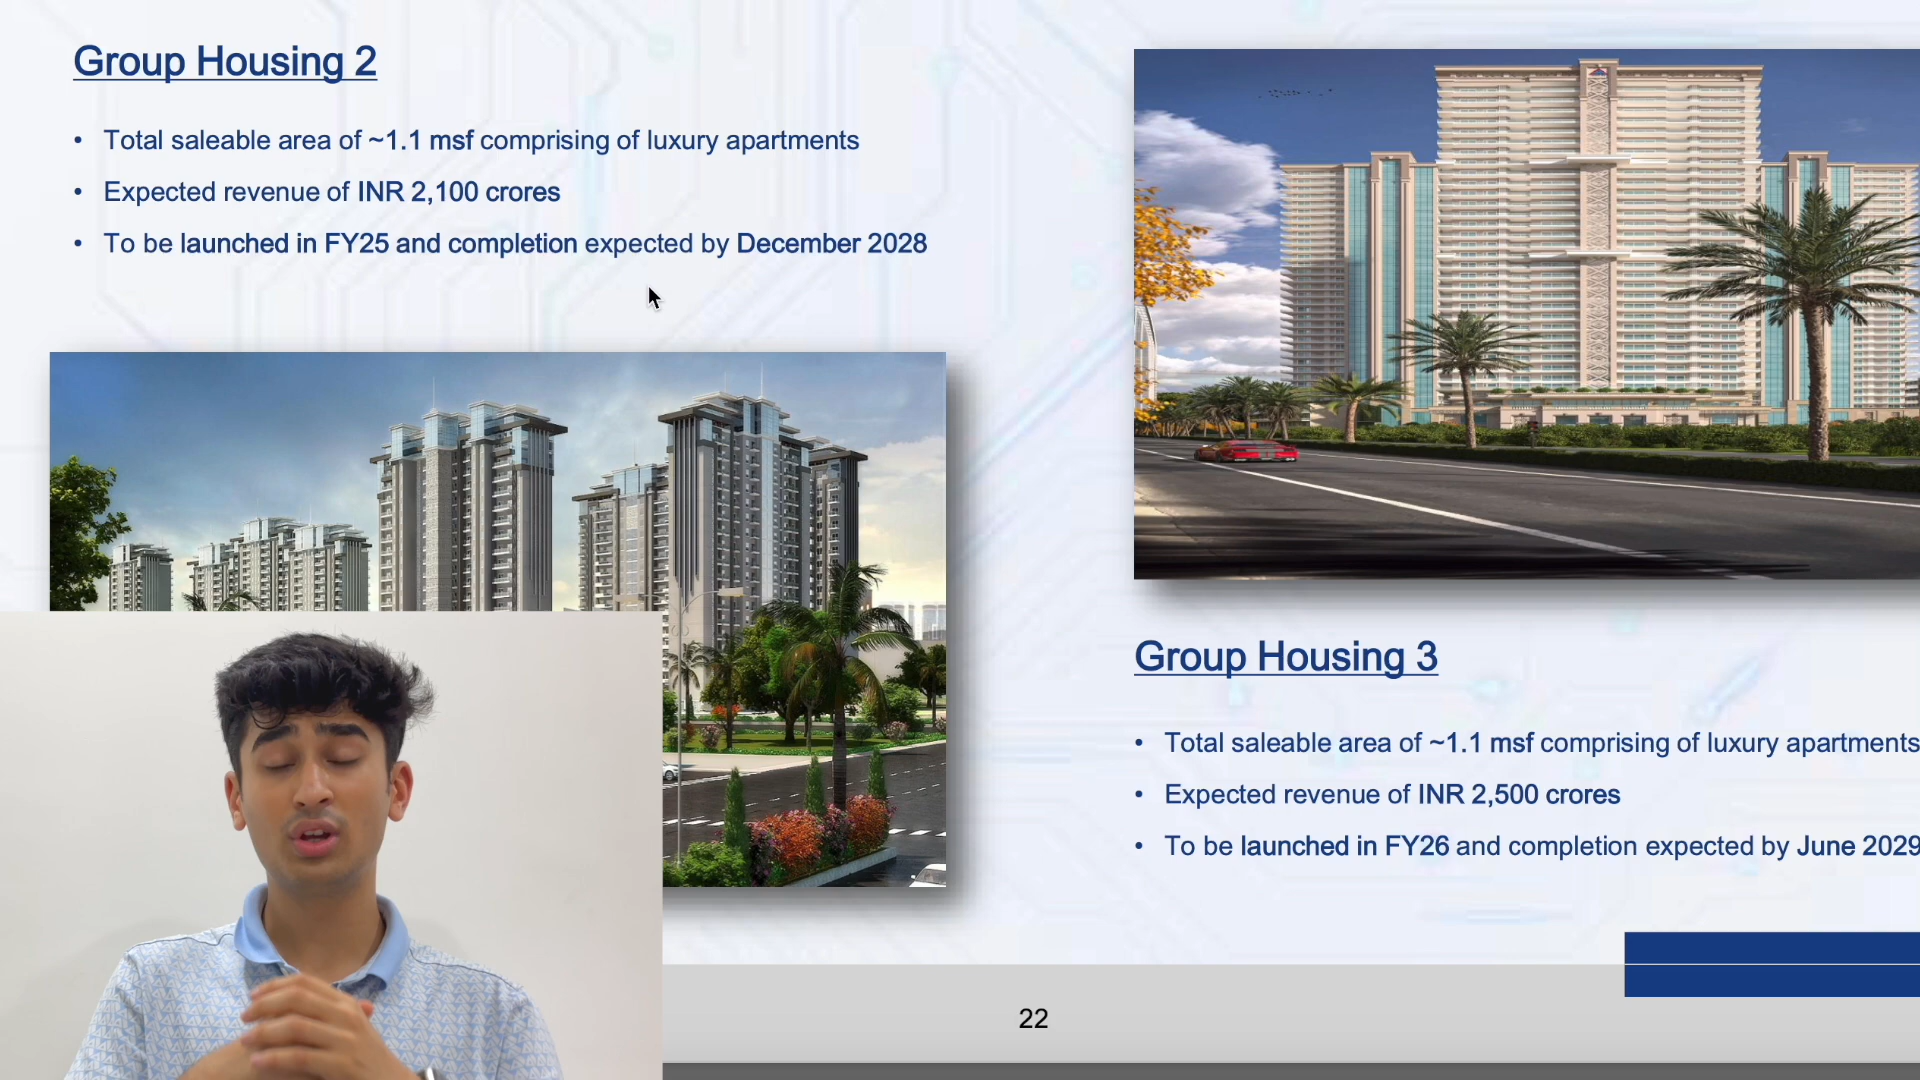 Group Housing 2
• Total saleable area of ~1.1 msf comprising of luxury apartments
• Expected revenue of INR 2,100 crores
• To be launched in FY25 and completion expected by December 2028
Group Housing 3
• Total saleable area of ~1.1 msf comprising of luxury apartments
• Expected revenue of INR 2,500 crores
• To be launched in FY26 and completion expected by June 2029
22